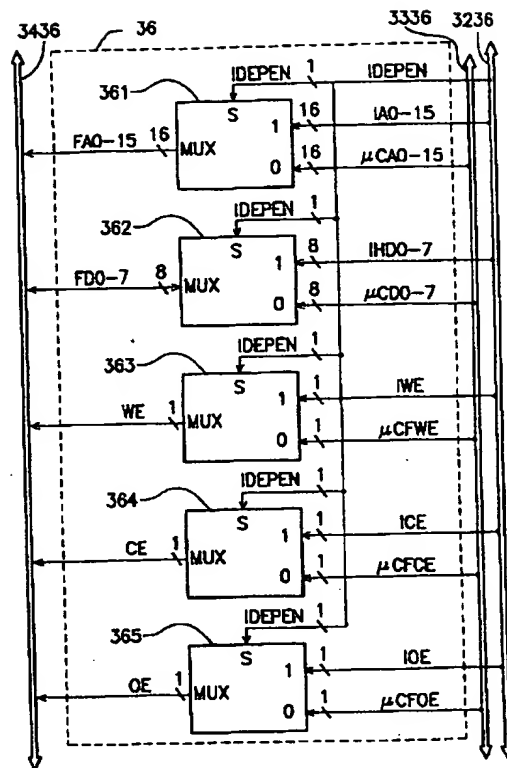 3436
36
3336
3236
361
IDEPEN 1 IDEPEN
S
FA0-15 16 MUX 1 16 IA0-15
0 16 μCA0-15
362
IDEPEN 1
S
FD0-7 8 MUX 1 8 IHD0-7
0 8 μCD0-7
363
IDEPEN 1
S
WE 1 MUX 1 1 IWE
0 1 μCFWE
364
IDEPEN 1
S
CE 1 MUX 1 1 ICE
0 1 μCFCE
365
IDEPEN 1
S
OE 1 MUX 1 1 IOE
0 1 μCFOE